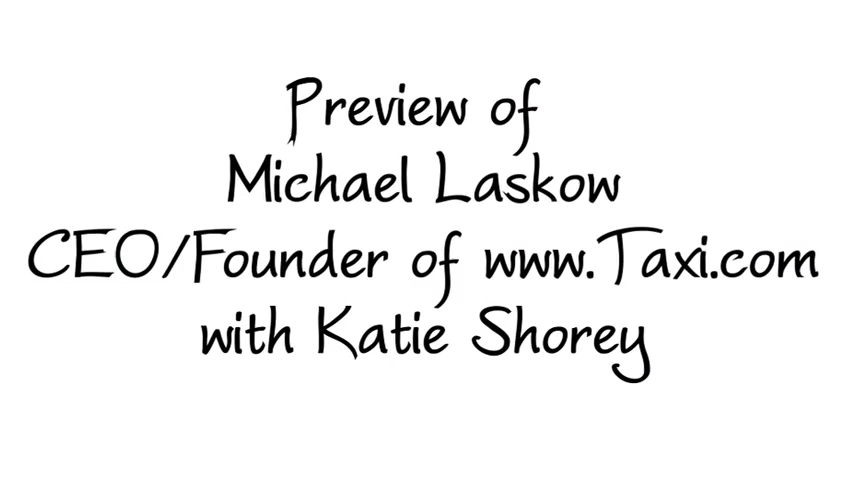 Preview of
Michael Laskow
CEO/Founder of www.Taxi.com
with Katie Shorey